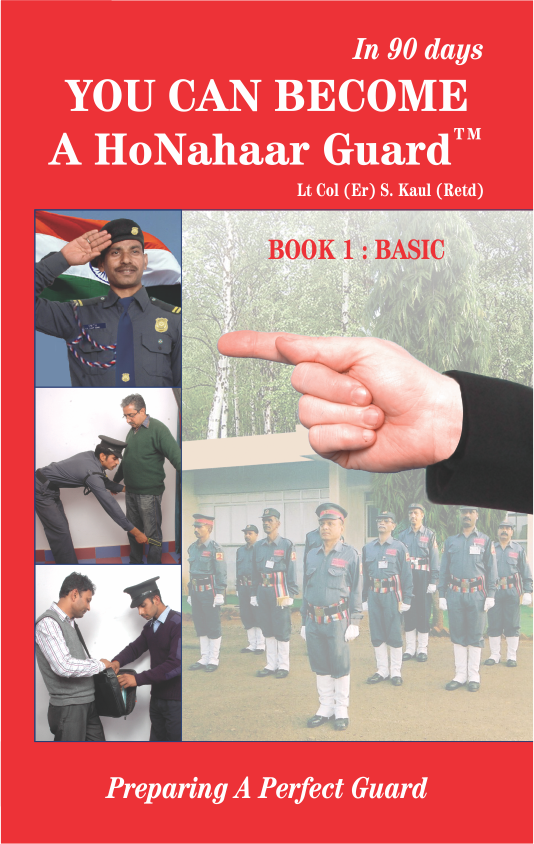 In 90 days
YOU CAN BECOME
A HoNahaar Guard™
Lt Col (Er) S. Kaul (Retd)
BOOK 1 : BASIC
Preparing A Perfect Guard